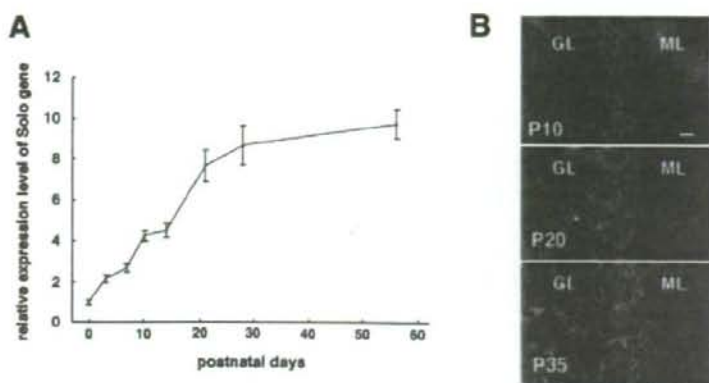 A
relative expression level of Solo gene
12
10
8
6
4
2
0
0 10 20 30 40 50 60
postnatal days
B
GL ML
P10
GL ML
P20
GL ML
P35